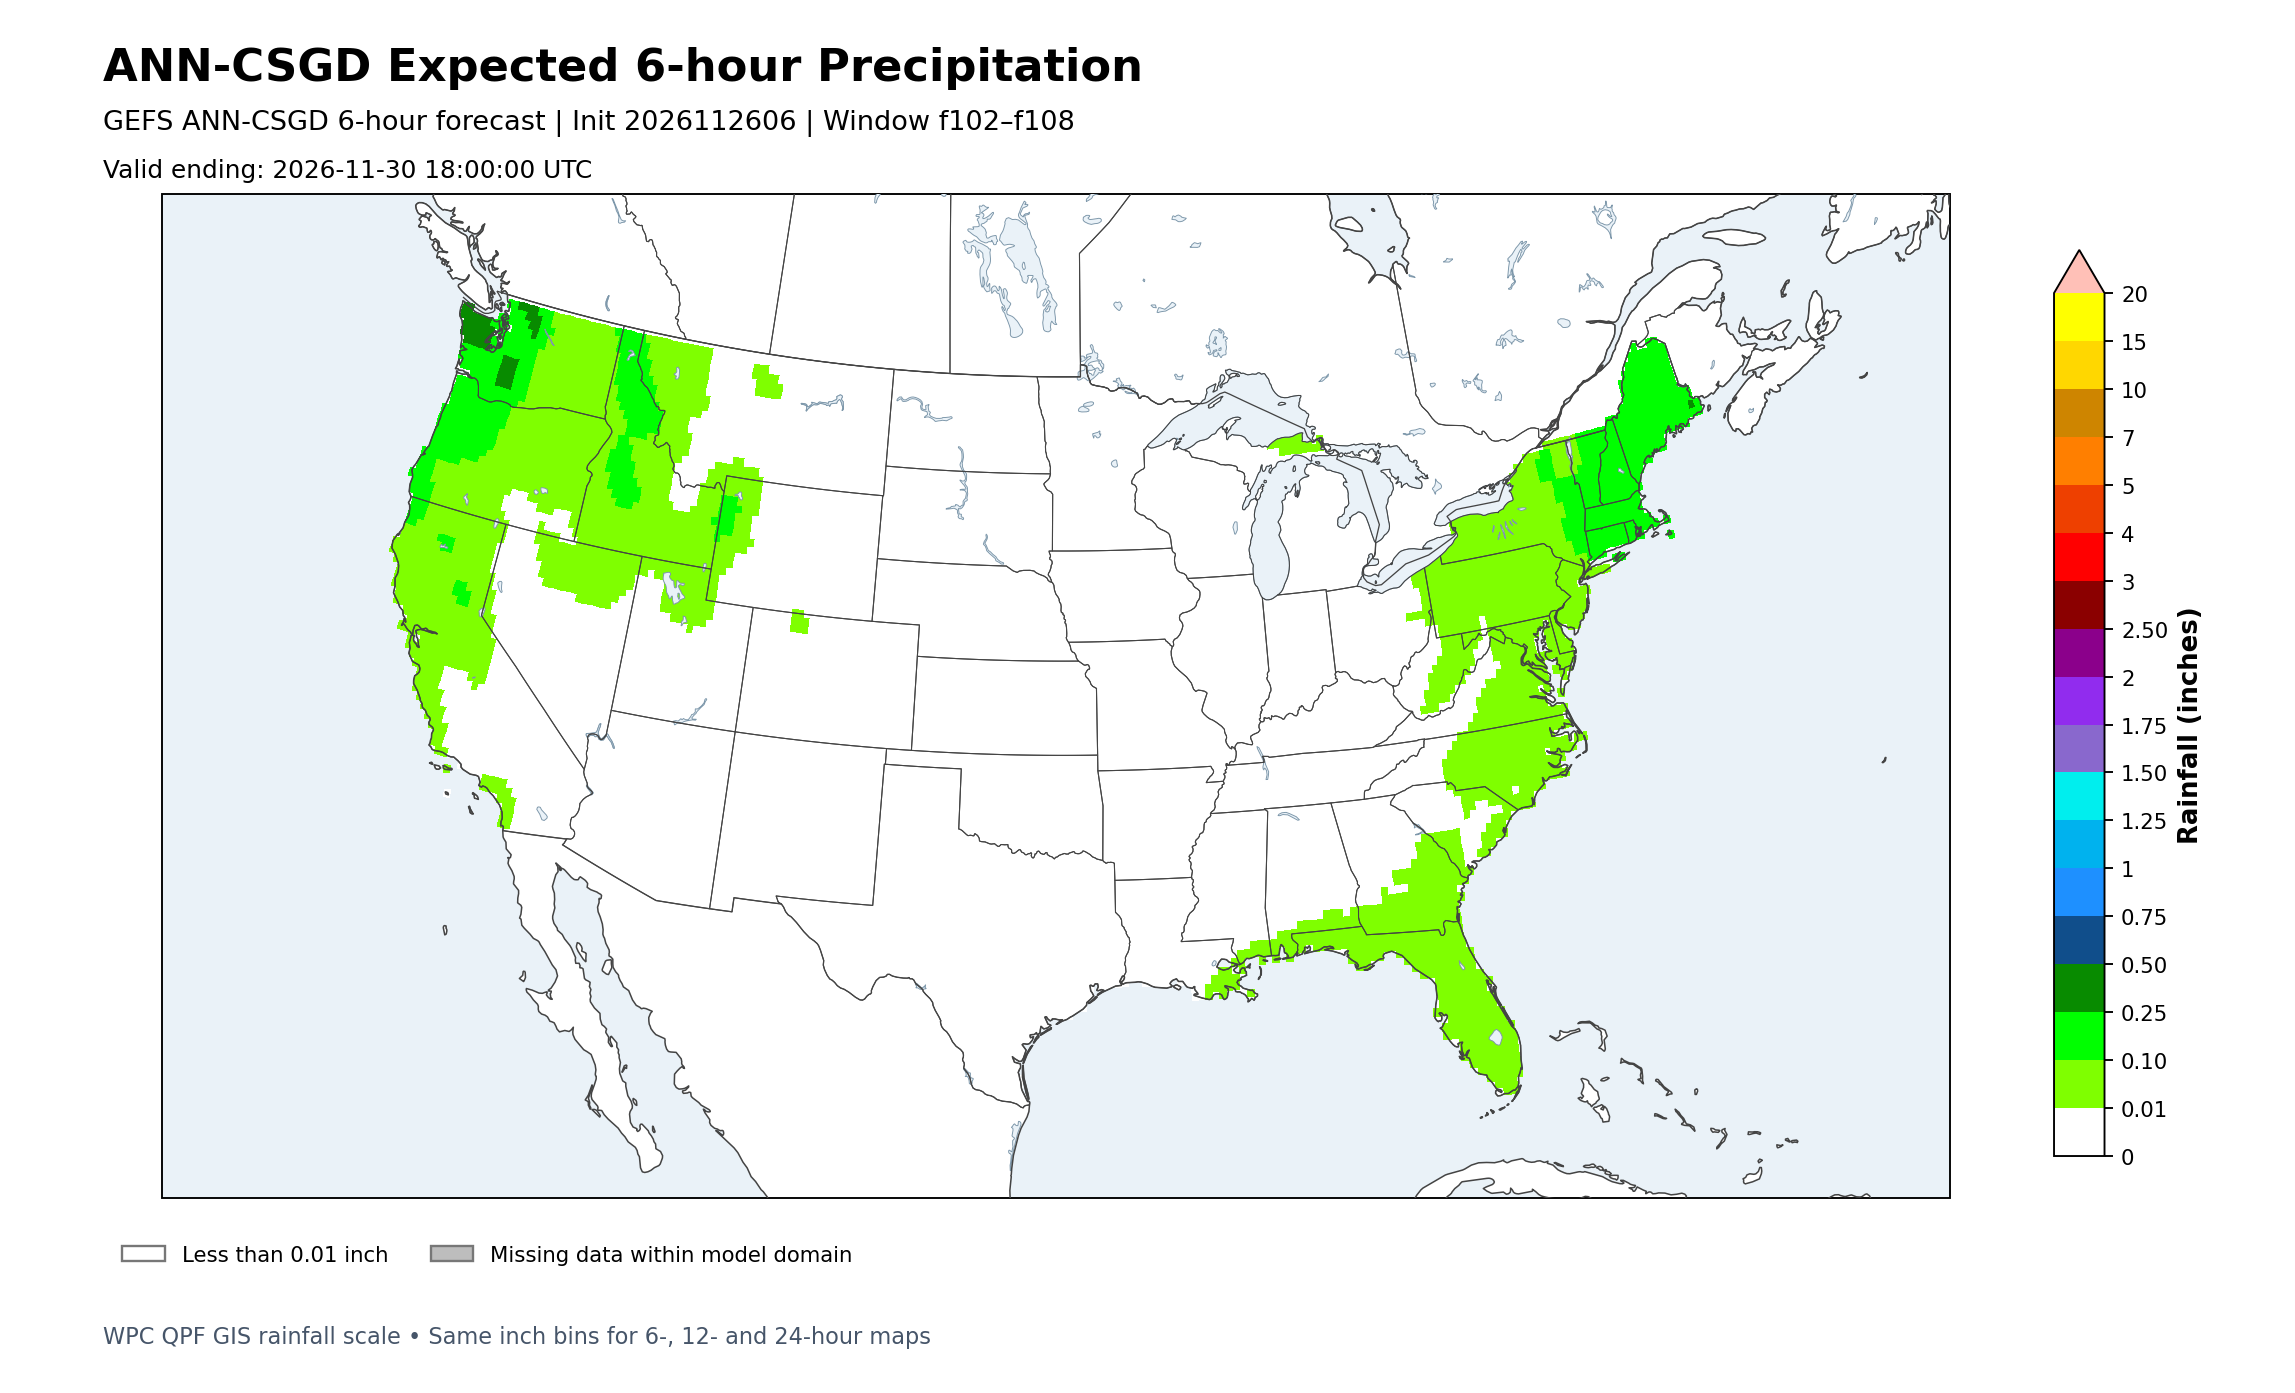 ANN-CSGD Expected 6-hour Precipitation
GEFS ANN-CSGD 6-hour forecast | Init 2026112606 | Window f102–f108
Valid ending: 2026-11-30 18:00:00 UTC
20
15
10
7
5
4
3
2.50
2
1.75
1.50
1.25
1
0.75
0.50
0.25
0.10
0.01
0
Rainfall (inches)
Less than 0.01 inch
Missing data within model domain
WPC QPF GIS rainfall scale • Same inch bins for 6-, 12- and 24-hour maps